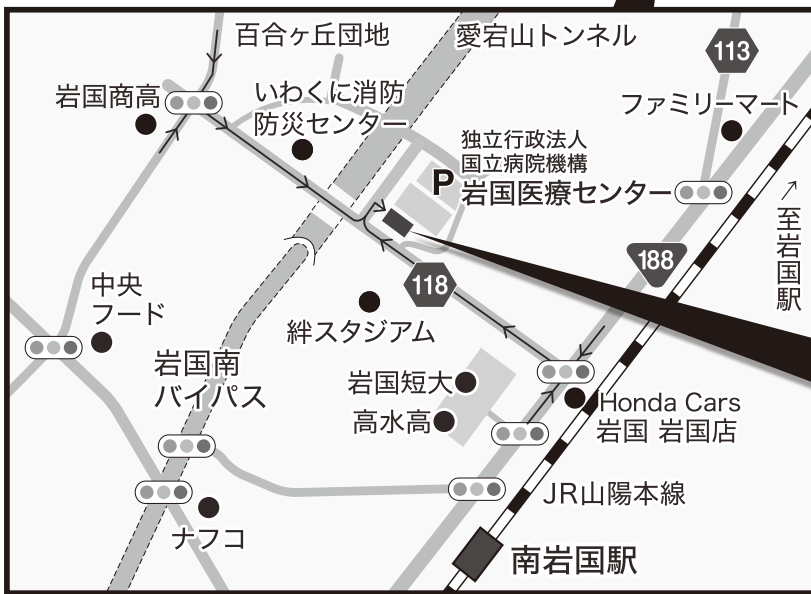 百合ヶ丘団地
愛宕山トンネル
113
岩国商高
いわくに消防
防災センター
ファミリーマート
独立行政法人
国立病院機構
P 岩国医療センター
→至岩国駅
188
118
中央
フード
絆スタジアム
岩国南
バイパス
岩国短大
高水高
Honda Cars
岩国 岩国店
JR山陽本線
ナフコ
南岩国駅